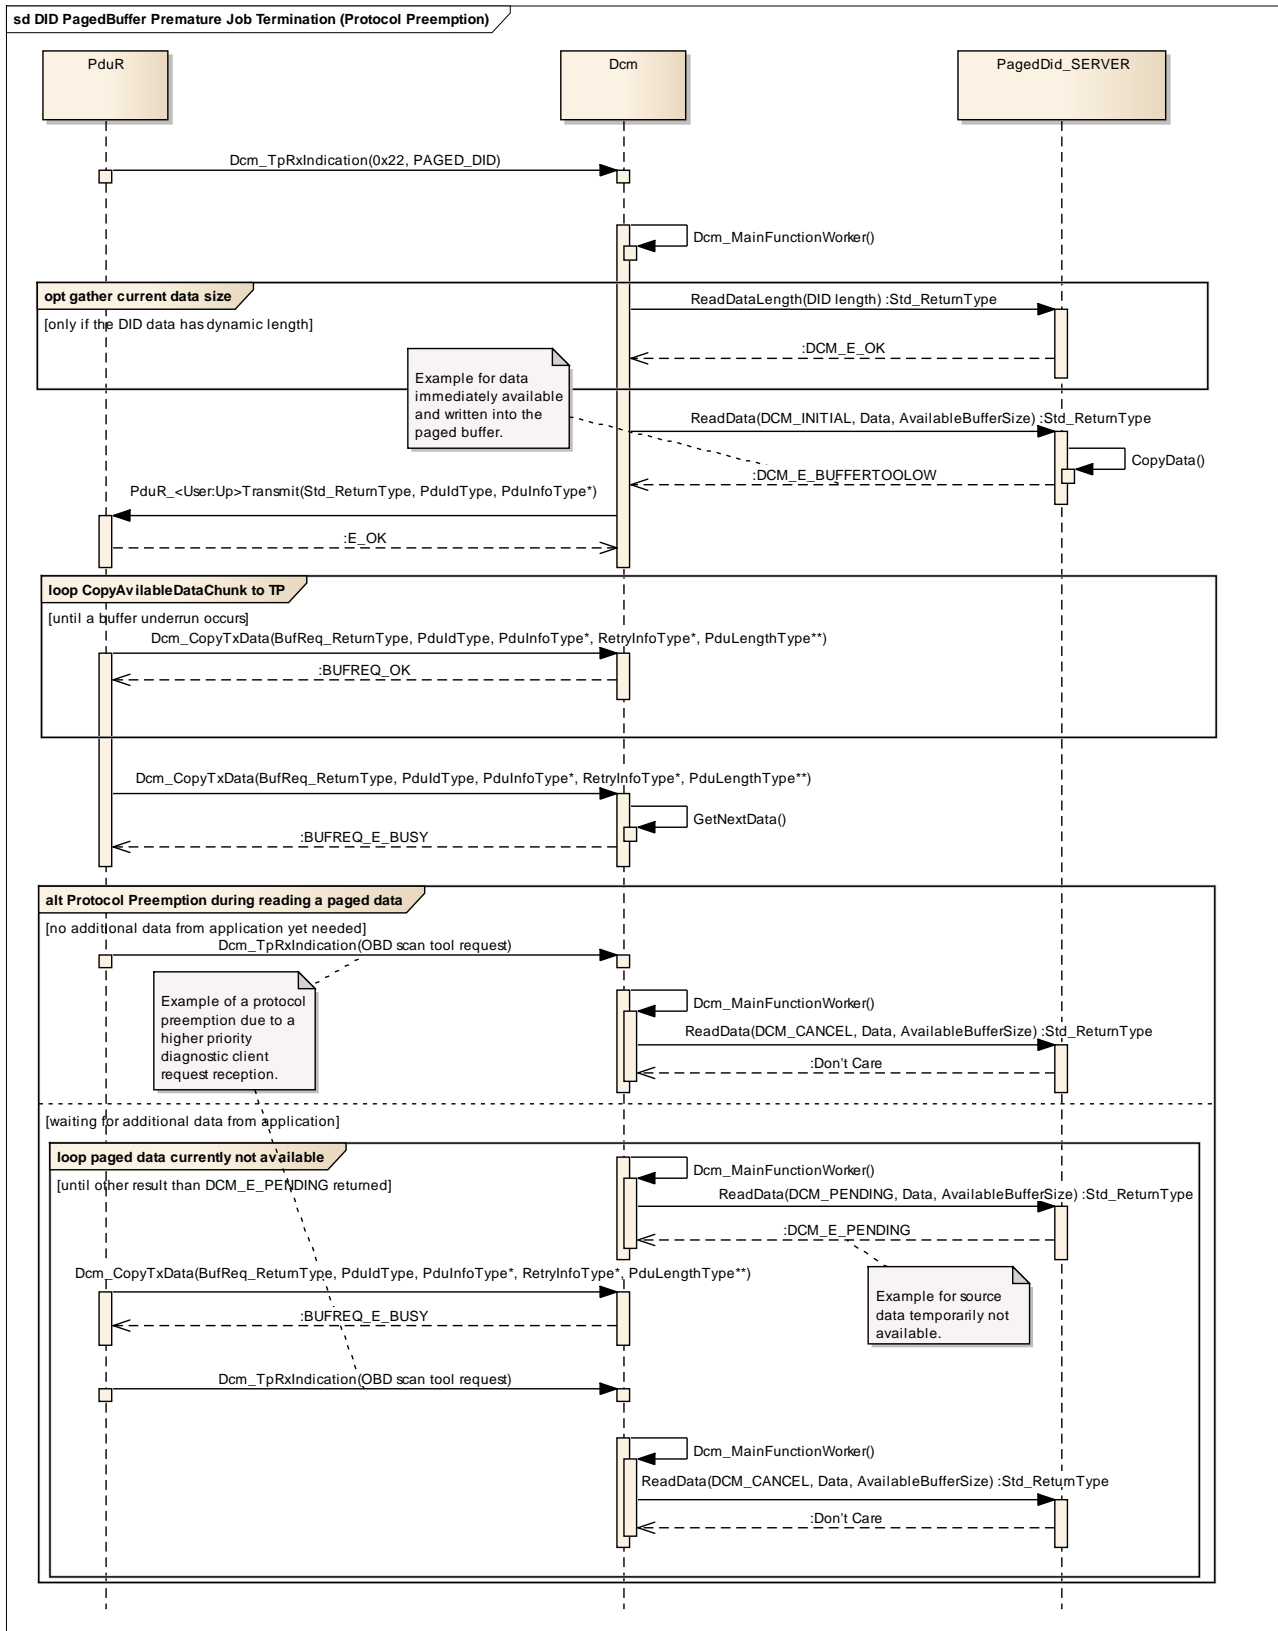 sd DID PagedBuffer Premature Job Termination (Protocol Preemption)
PduR
Dcm
PagedDid_SERVER
Dcm_TpRxIndication(0x22, PAGED_DID)
Dcm_MainFunctionWorker()
opt gather current data size
ReadDataLength(DID length) :Std_ReturnType
[only if the DID data has dynamic length]
:DCM_E_OK
Example for data
immediately available
and written into the
paged buffer.
ReadData(DCM_INITIAL, Data, AvailableBufferSize) :Std_ReturnType
CopyData()
:DCM_E_BUFFERTOOLOW
PduR_<User:Up>Transmit(Std_ReturnType, PduIdType, PduInfoType*)
:E_OK
loop CopyAvilableDataChunk to TP
[until a buffer underrun occurs]
Dcm_CopyTxData(BufReq_ReturnType, PduIdType, PduInfoType*, RetryInfoType*, PduLengthType**)
:BUFREQ_OK
Dcm_CopyTxData(BufReq_ReturnType, PduIdType, PduInfoType*, RetryInfoType*, PduLengthType**)
GetNextData()
:BUFREQ_E_BUSY
alt Protocol Preemption during reading a paged data
[no additional data from application yet needed]
Dcm_TpRxIndication(OBD scan tool request)
Example of a protocol
preemption due to a
higher priority
diagnostic client
request reception.
Dcm_MainFunctionWorker()
ReadData(DCM_CANCEL, Data, AvailableBufferSize) :Std_ReturnType
:Don't Care
[waiting for additional data from application]
loop paged data currently not available
Dcm_MainFunctionWorker()
[until other result than DCM_E_PENDING returned]
ReadData(DCM_PENDING, Data, AvailableBufferSize) :Std_ReturnType
:DCM_E_PENDING
Dcm_CopyTxData(BufReq_ReturnType, PduIdType, PduInfoType*, RetryInfoType*, PduLengthType**)
Example for source
data temporarily not
available.
:BUFREQ_E_BUSY
Dcm_TpRxIndication(OBD scan tool request)
Dcm_MainFunctionWorker()
ReadData(DCM_CANCEL, Data, AvailableBufferSize) :Std_ReturnType
:Don't Care